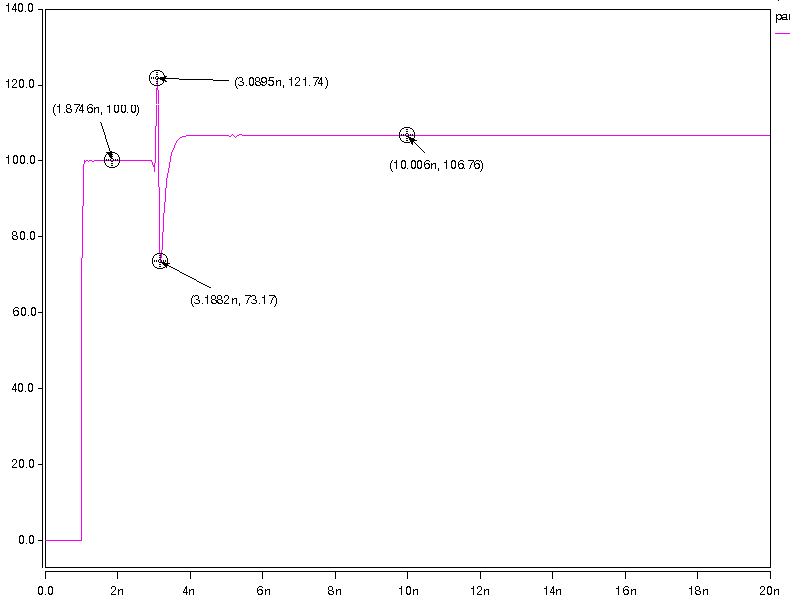 140.0
par
120.0
(3.0895n, 121.74)
(1.8746n, 100.0)
100.0
(10.006n, 106.76)
80.0
(3.1882n, 73.17)
60.0
40.0
20.0
0.0
0.0 2n 4n 6n 8n 10n 12n 14n 16n 18n 20n